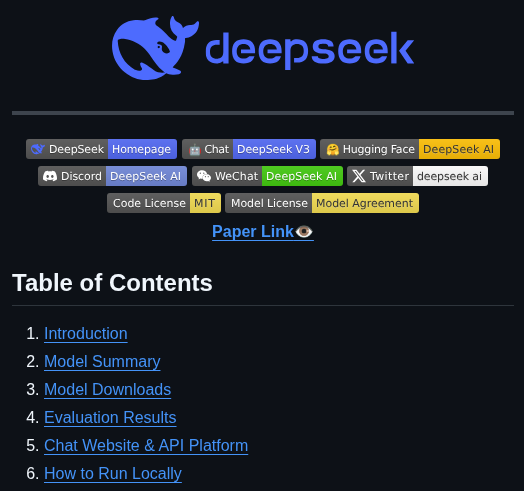 deepseek
DeepSeek Homepage Chat DeepSeek V3 Hugging Face DeepSeek AI
Discord DeepSeek AI WeChat DeepSeek AI Twitter deepseek ai
Code License MIT Model License Model Agreement
Paper Link👁️
Table of Contents
1. Introduction
2. Model Summary
3. Model Downloads
4. Evaluation Results
5. Chat Website & API Platform
6. How to Run Locally